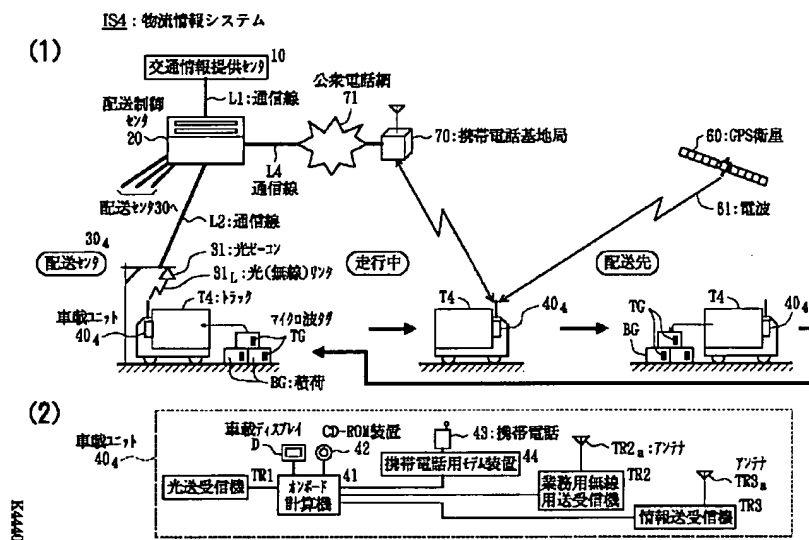 IS4:物流情報システム
(1)
交通情報提供センタ
10
L1:通信線
配送制御
センタ
20
公衆電話網
71
L4
通信線
70:携帯電話基地局
60:GPS衛星
61:電波
配送センタ30へ
L2:通信線
30₄
配送センタ
31:光ビーコン
31L:光(無線)リンク
走行中
配送先
車載ユニット
40₄
T4:トラック
マイクロ波タグ
TG
BG:積荷
T4
40₄
TG
BG
T4
40₄
(2)
車載ユニット
40₄
車載ディスプレイ
D
CD-ROM装置
42
43:携帯電話
44
携帯電話用モデム装置
光送受信機
TR1
オンボード
計算機
41
TR2a:アンテナ
業務用無線
用送受信機
TR2
アンテナ
TR3a
TR3
情報送受信機